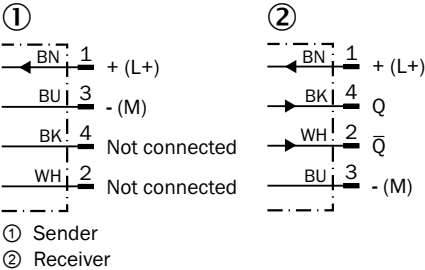 ① ②
BN 1 + (L+)
BU 3 - (M)
BK 4 Not connected
WH 2 Not connected
BN 1 + (L+)
BK 4 Q
WH 2 Q̅
BU 3 - (M)
① Sender
② Receiver